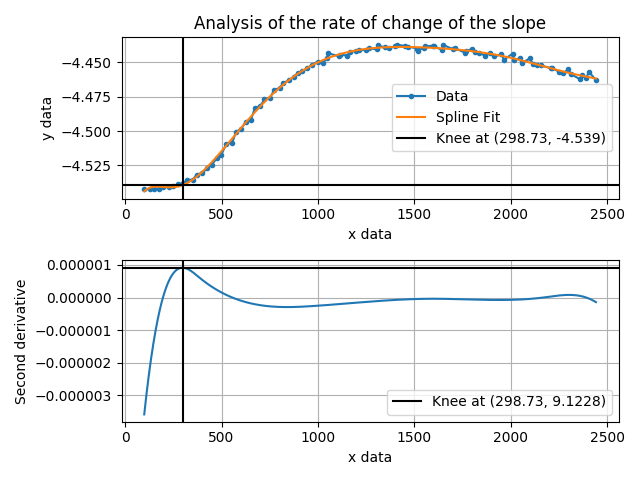 Analysis of the rate of change of the slope
−4.450
−4.475
−4.500
−4.525
y data
Data
Spline Fit
Knee at (298.73, -4.539)
0 500 1000 1500 2000 2500
x data
0.000001
0.000000
−0.000001
−0.000002
−0.000003
Second derivative
Knee at (298.73, 9.1228)
0 500 1000 1500 2000 2500
x data